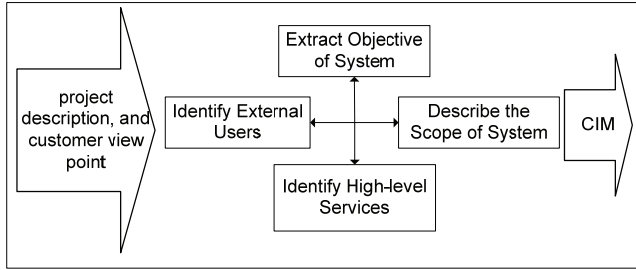 project
description, and
customer view
point
Extract Objective
of System
Identify External
Users
Describe the
Scope of System
Identify High-level
Services
CIM